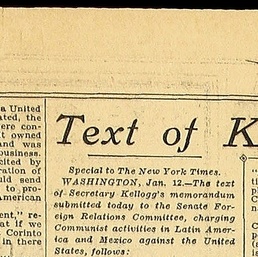 a United
ated, the
ere con-
t owned
and was
business.
cited by
ration of
uld send
to pro-
American
ent," re-
at if we
Corinto
in there
Text of K
Special to The New York Times.
WASHINGTON, Jan. 12.—The text
of Secretary Kellogg's memorandum
submitted today to the Senate For-
eign Relations Committee, charging
Communist activities in Latin Amer-
ica and Mexico against the United
States, follows: